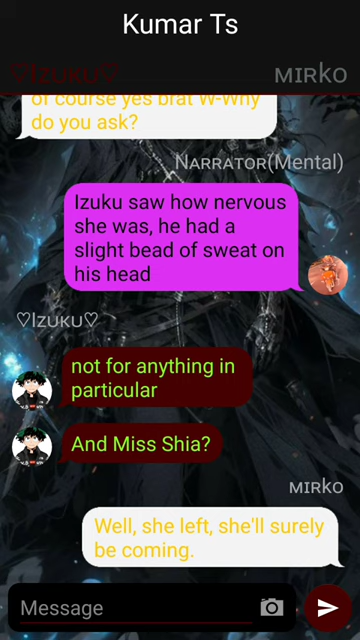 Kumar Ts
♡Izuku♡
MIRKO
of course yes brat W-Why
do you ask?
Narrator(Mental)
Izuku saw how nervous
she was, he had a
slight bead of sweat on
his head
♡Izuku♡
not for anything in
particular
And Miss Shia?
MIRKO
Well, she left, she'll surely
be coming.
Message